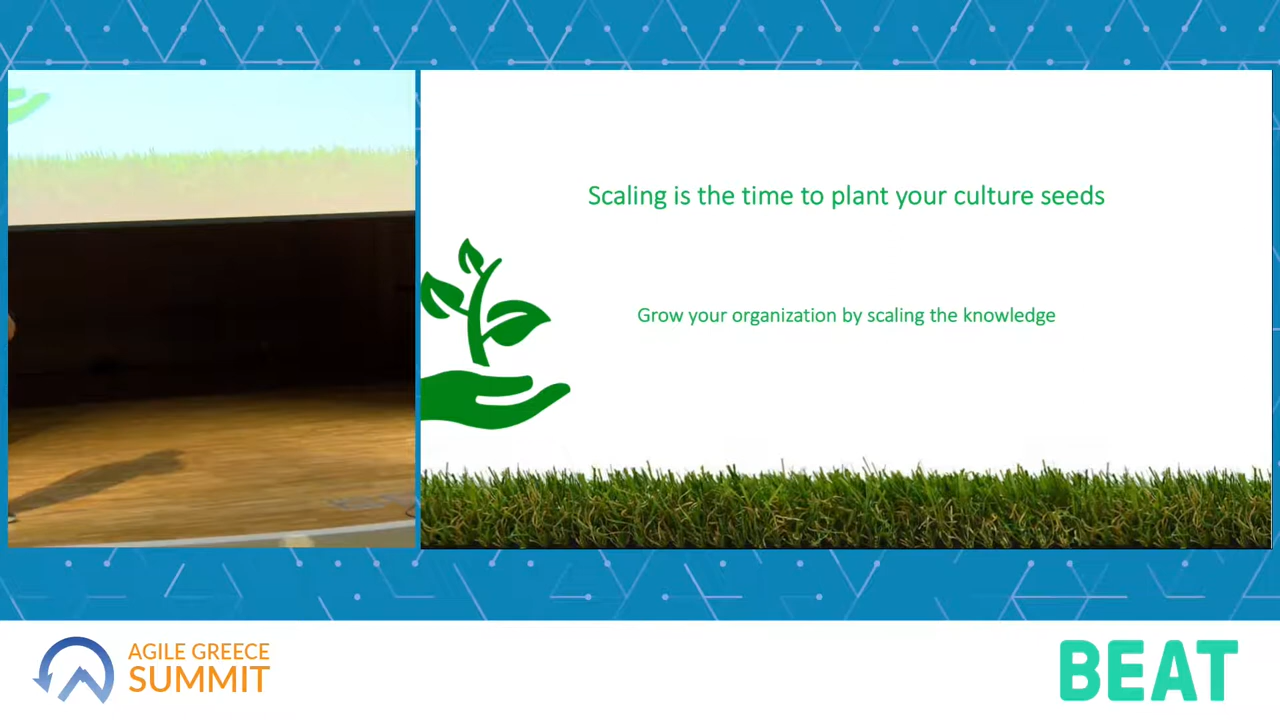 Scaling is the time to plant your culture seeds
Grow your organization by scaling the knowledge
AGILE GREECE
SUMMIT
BEAT